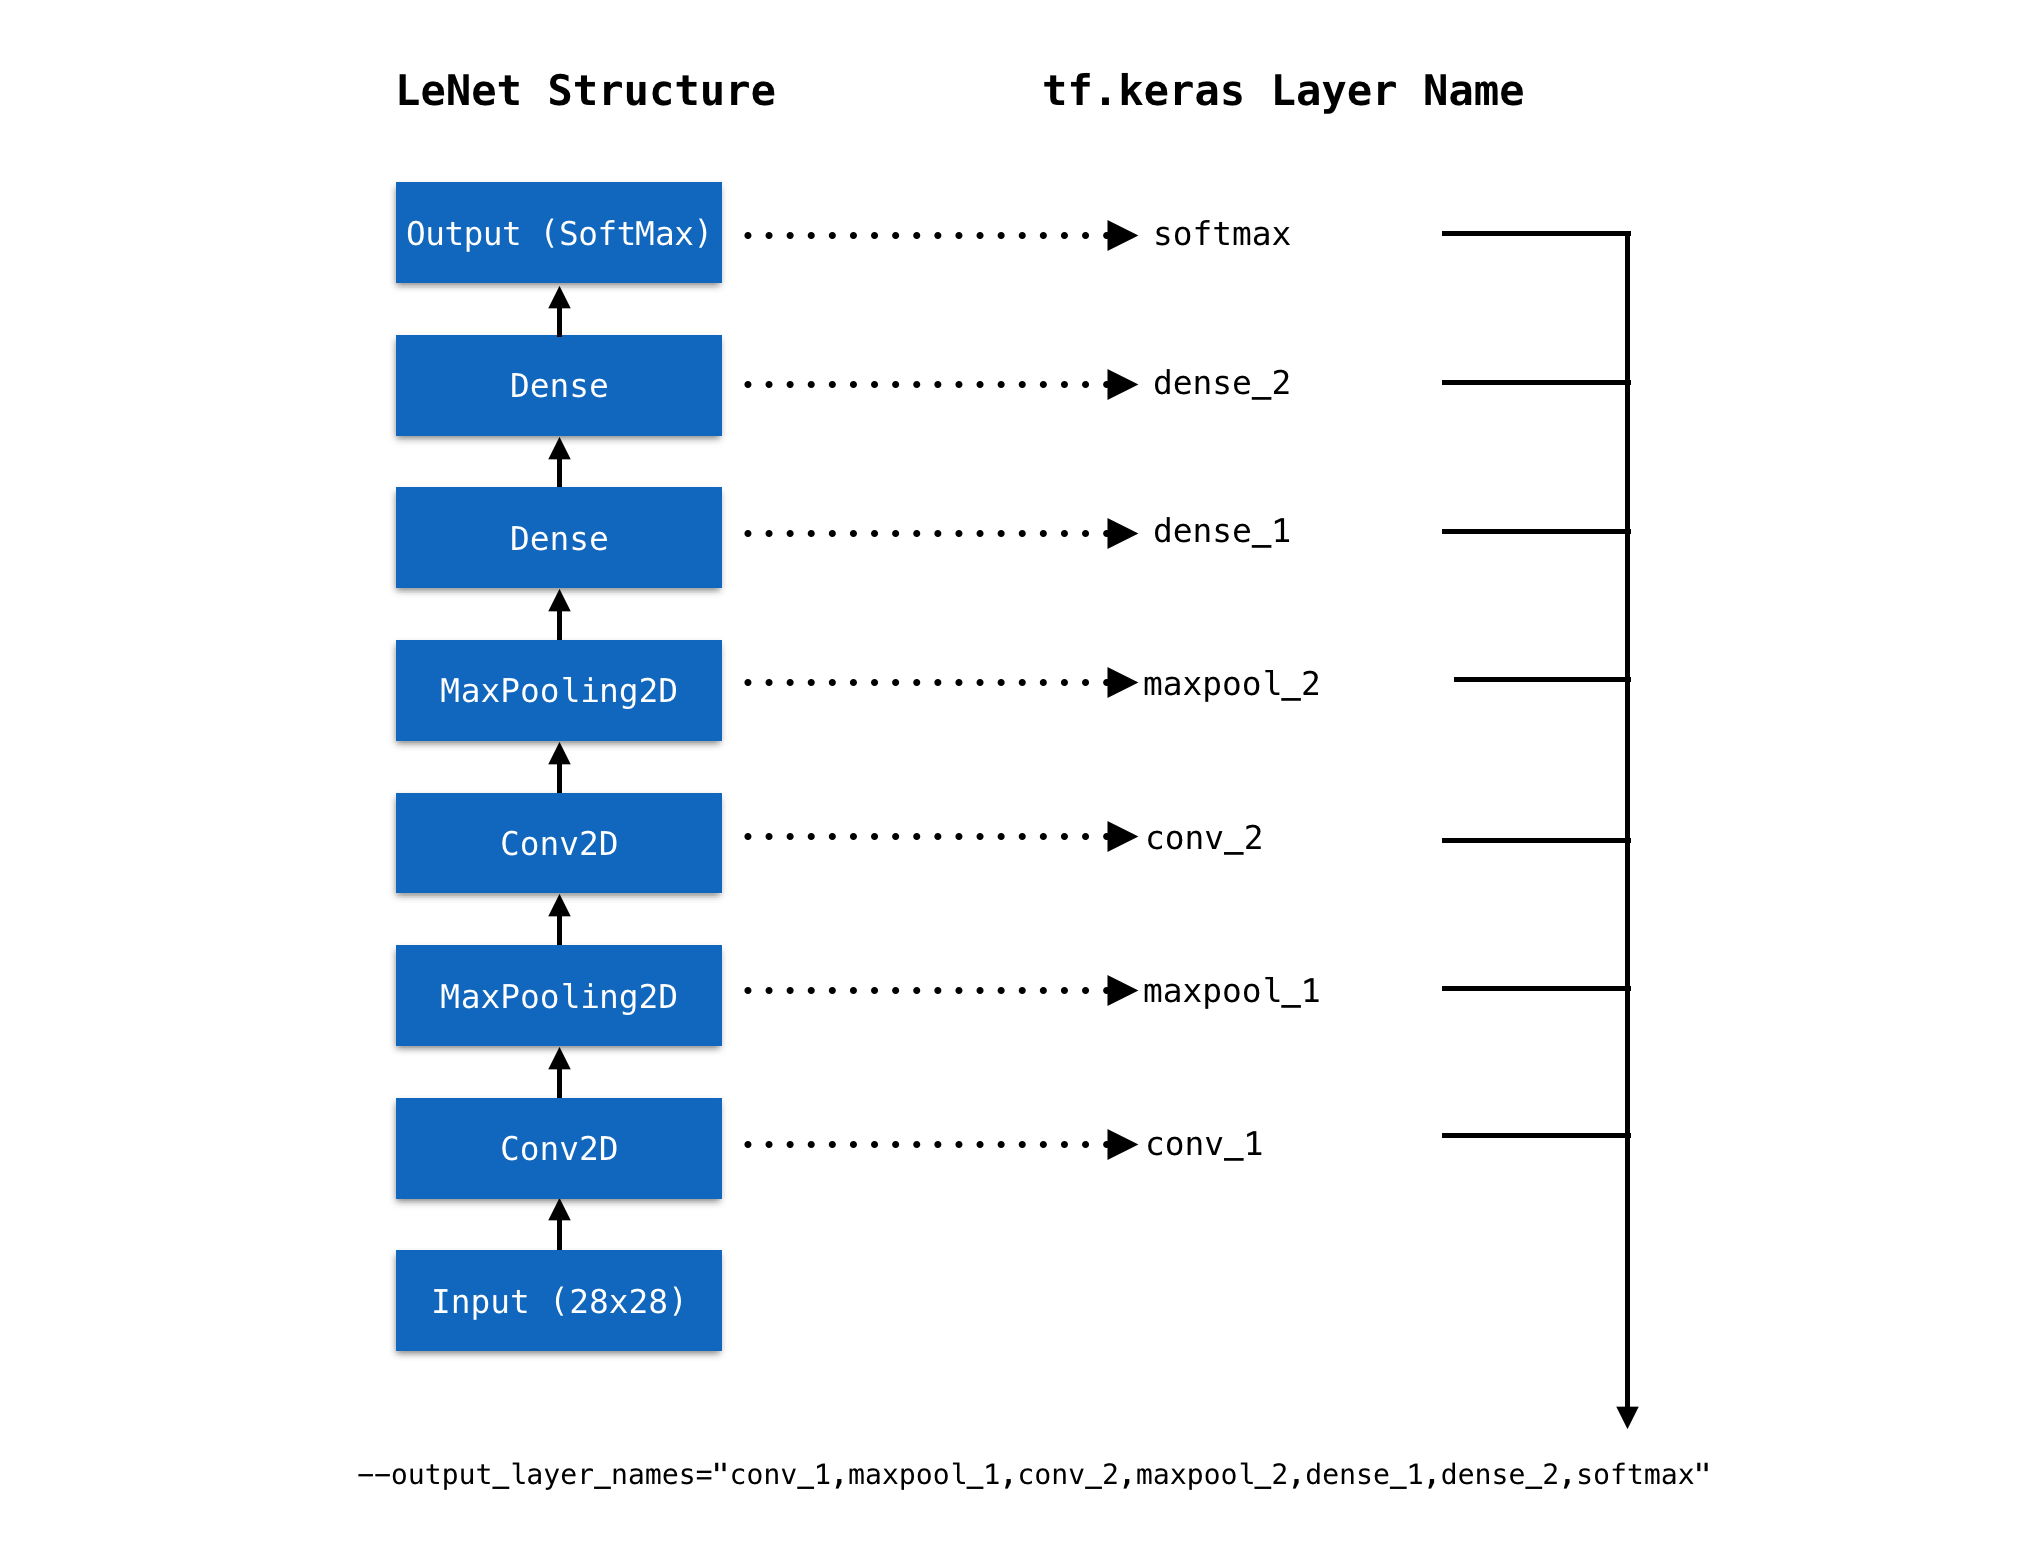 LeNet Structure tf.keras Layer Name
Output (SoftMax) softmax
Dense dense_2
Dense dense_1
MaxPooling2D maxpool_2
Conv2D conv_2
MaxPooling2D maxpool_1
Conv2D conv_1
Input (28x28)
--output_layer_names="conv_1,maxpool_1,conv_2,maxpool_2,dense_1,dense_2,softmax"